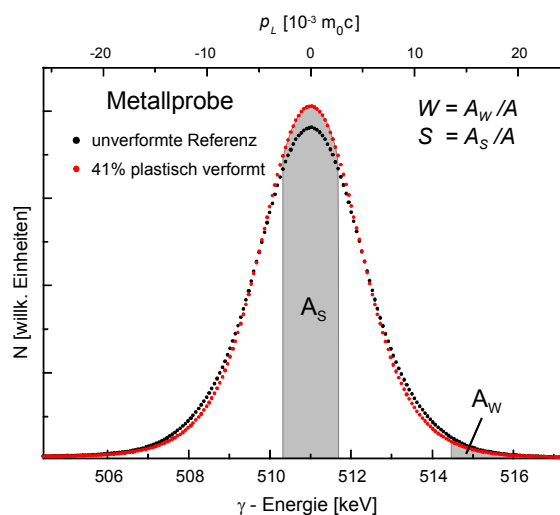 p_L [10⁻³ m₀c]
-20 -10 0 10 20
Metallprobe
unverformte Referenz
41% plastisch verformt
W = A_W/A
S = A_S/A
N [willk. Einheiten]
A_S
A_W
506 508 510 512 514 516
γ - Energie [keV]